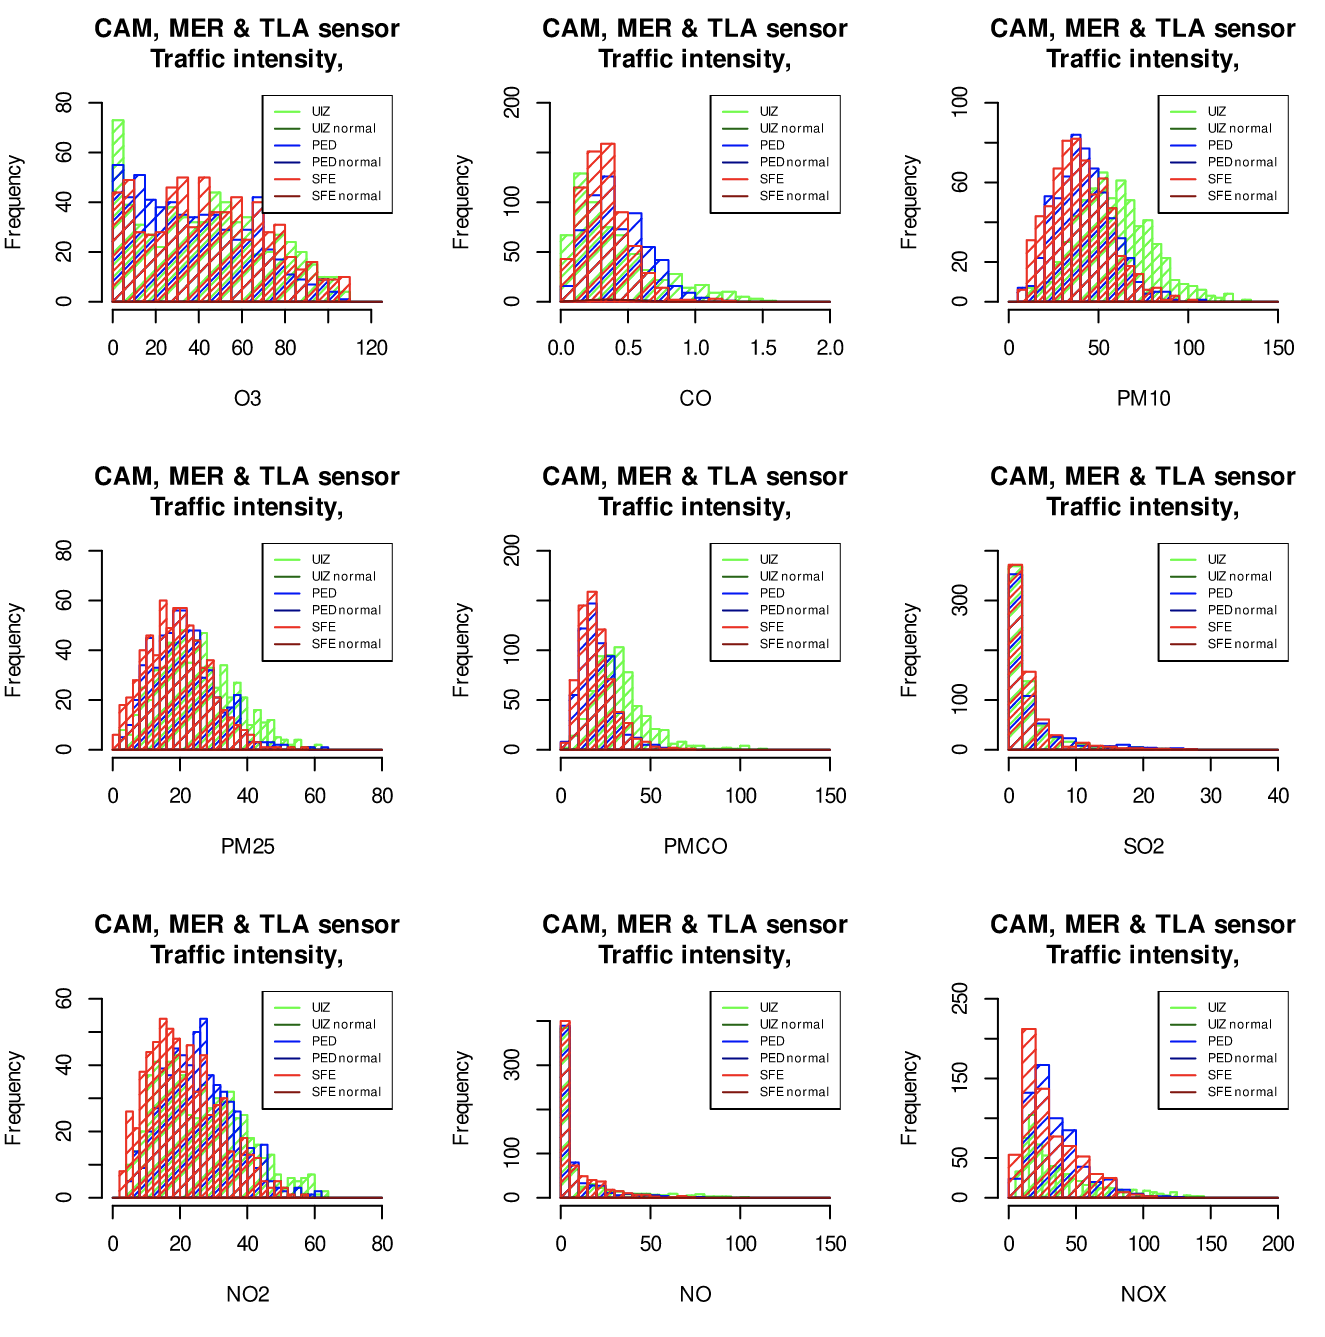 CAM, MER & TLA sensor
Traffic intensity,
Frequency
80
60
40
20
0
UIZ
UIZ normal
PED
PED normal
SFE
SFE normal
0 20 40 60 80 120
O3
CAM, MER & TLA sensor
Traffic intensity,
Frequency
200
100
50
0
UIZ
UIZ normal
PED
PED normal
SFE
SFE normal
0.0 0.5 1.0 1.5 2.0
CO
CAM, MER & TLA sensor
Traffic intensity,
Frequency
100
60
20
0
UIZ
UIZ normal
PED
PED normal
SFE
SFE normal
0 50 100 150
PM10
CAM, MER & TLA sensor
Traffic intensity,
Frequency
80
60
40
20
0
UIZ
UIZ normal
PED
PED normal
SFE
SFE normal
0 20 40 60 80
PM25
CAM, MER & TLA sensor
Traffic intensity,
Frequency
200
100
50
0
UIZ
UIZ normal
PED
PED normal
SFE
SFE normal
0 50 100 150
PMCO
CAM, MER & TLA sensor
Traffic intensity,
Frequency
300
100
0
UIZ
UIZ normal
PED
PED normal
SFE
SFE normal
0 10 20 30 40
SO2
CAM, MER & TLA sensor
Traffic intensity,
Frequency
60
40
20
0
UIZ
UIZ normal
PED
PED normal
SFE
SFE normal
0 20 40 60 80
NO2
CAM, MER & TLA sensor
Traffic intensity,
Frequency
300
100
0
UIZ
UIZ normal
PED
PED normal
SFE
SFE normal
0 50 100 150
NO
CAM, MER & TLA sensor
Traffic intensity,
Frequency
250
150
50
0
UIZ
UIZ normal
PED
PED normal
SFE
SFE normal
0 50 100 150 200
NOX